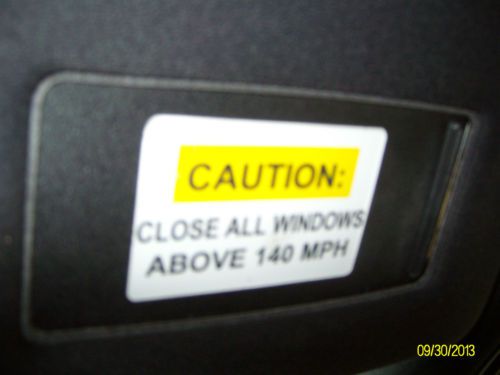 CAUTION:
CLOSE ALL WINDOWS
ABOVE 140 MPH
09/30/2013